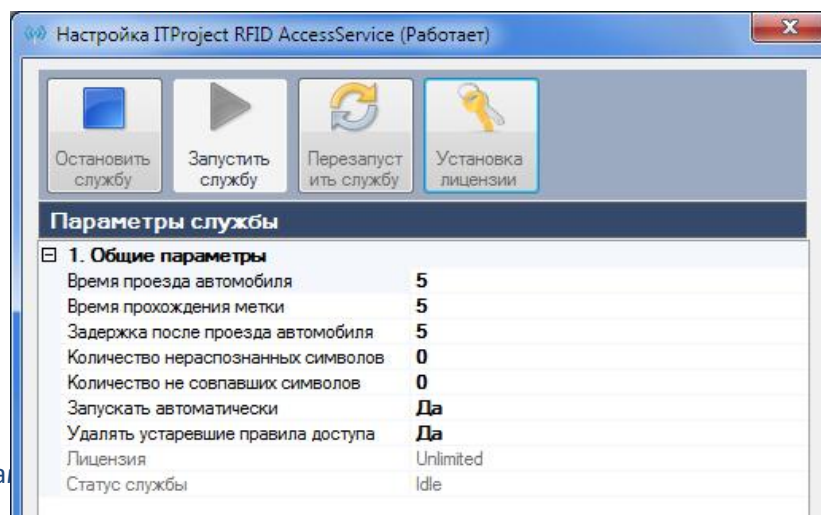 Настройка ITProject RFID AccessService (Работает)
Остановить службу
Запустить службу
Перезапуст ить службу
Установка лицензии
Параметры службы
1. Общие параметры
Время проезда автомобиля 5
Время прохождения метки 5
Задержка после проезда автомобиля 5
Количество нераспознанных символов 0
Количество не совпавших символов 0
Запускать автоматически Да
Удалять устаревшие правила доступа Да
Лицензия Unlimited
Статус службы Idle